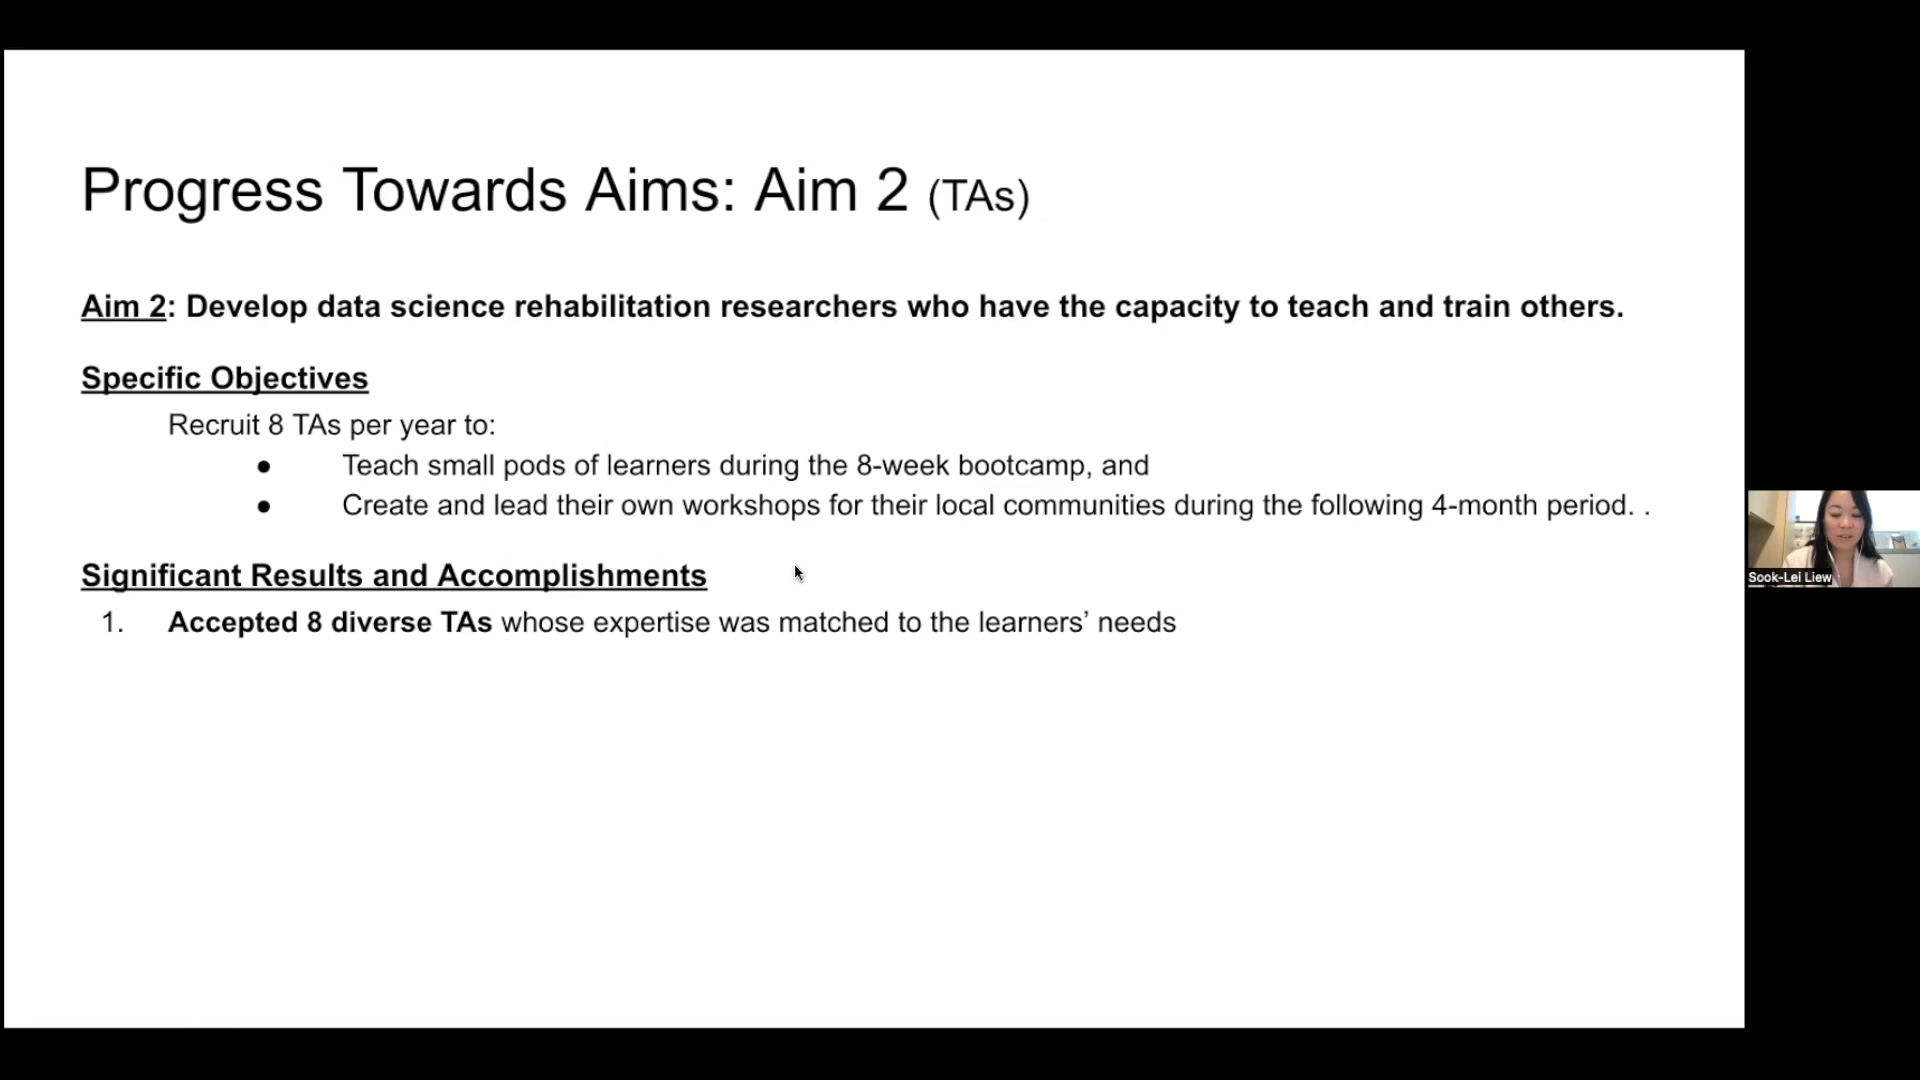 Progress Towards Aims: Aim 2 (TAs)
Aim 2: Develop data science rehabilitation researchers who have the capacity to teach and train others.
Specific Objectives
Recruit 8 TAs per year to:
● Teach small pods of learners during the 8-week bootcamp, and
● Create and lead their own workshops for their local communities during the following 4-month period. .
Significant Results and Accomplishments
1. Accepted 8 diverse TAs whose expertise was matched to the learners’ needs
Sook-Lei Liew